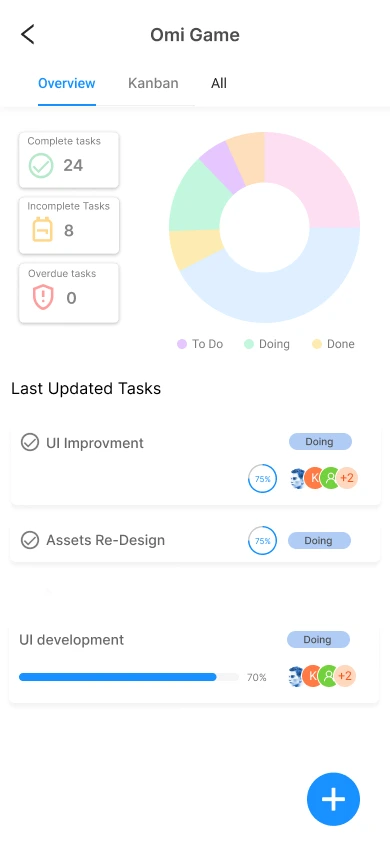 Omi Game
Overview Kanban All
Complete tasks
24
Incomplete Tasks
8
Overdue tasks
0
To Do Doing Done
Last Updated Tasks
UI Improvment Doing
75% K +2
Assets Re-Design 75% Doing
UI development Doing
70% K +2